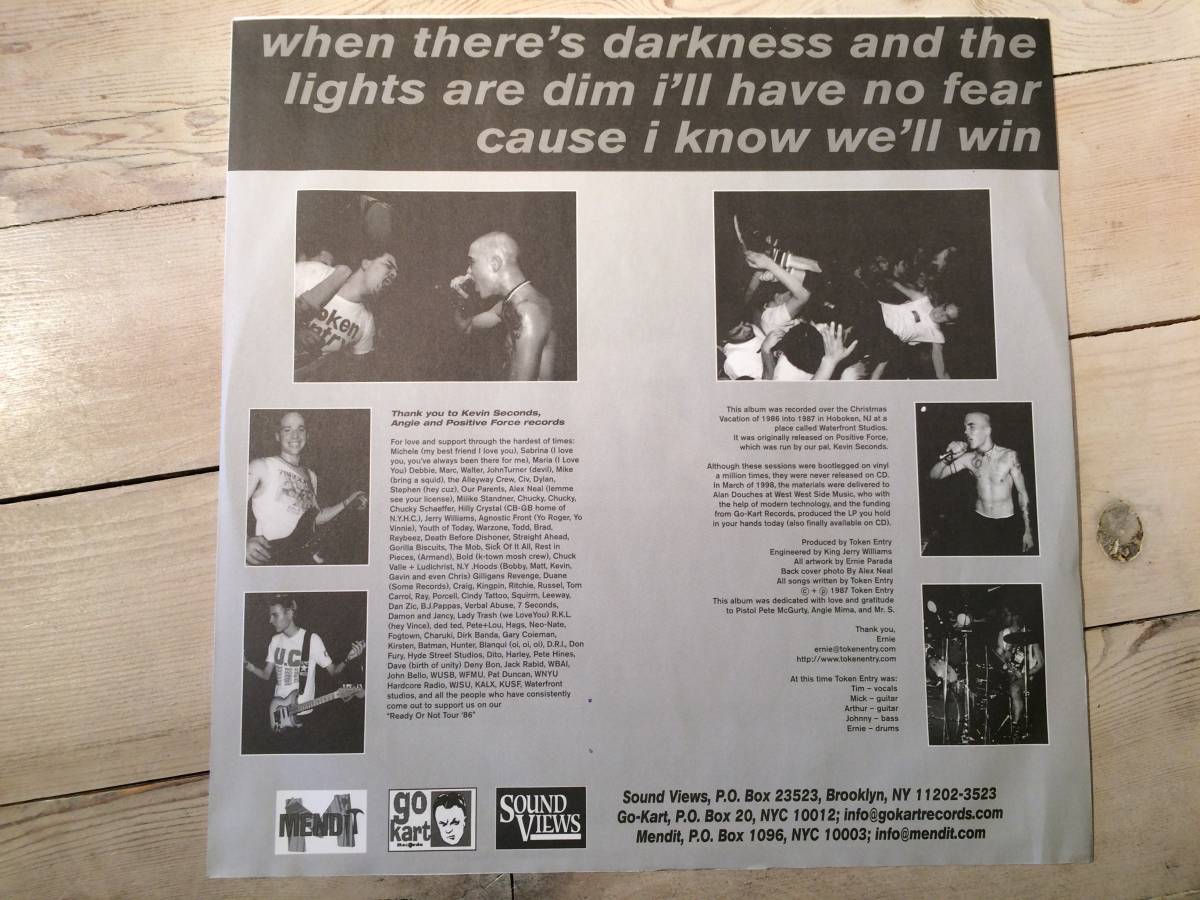 when there's darkness and the
lights are dim i'll have no fear
cause i know we'll win
oken
ntry
Thank you to Kevin Seconds,
Angie and Positive Force records
For love and support through the hardest of times:
Michele (my best friend I love you), Sabrina (I love
you, you've always been there for me), Maria (I Love
You) Debbie, Marc, Walter, JohnTurner (devil), Mike
(bring a squid), the Alleyway Crew, Civ, Dylan,
Stephen (hey cuz), Our Parents, Alex Neal (lemme
see your license), Miiike Standner, Chucky, Chucky,
Chucky Schaeffer, Hilly Crystal (CB-GB home of
N.Y.H.C.), Jerry Williams, Agnostic Front (Yo Roger, Yo
Vinnie), Youth of Today, Warzone, Todd, Brad,
Raybeez, Death Before Dishoner, Straight Ahead,
Gorilla Biscuits, The Mob, Sick Of It All, Rest in
Pieces, (Armand), Bold (k-town mosh crew), Chuck
Valle + Ludichrist, N.Y .Hoods (Bobby, Matt, Kevin,
Gavin and even Chris) Gilligans Revenge, Duane
(Some Records), Craig, Kingpin, Ritchie, Russel, Tom
Carrol, Ray, Porcell, Cindy Tattoo, Squirm, Leeway,
Dan Zic, B.J.Pappas, Verbal Abuse, 7 Seconds,
Damon and Jancy, Lady Trash (we LoveYou) R.K.L.
(hey Vince), ded ted, Pete+Lou, Hags, Neo-Nate,
Fogtown, Charuki, Dirk Banda, Gary Coleman,
Kirsten, Batman, Hunter, Blanqui (oi, oi, oi), D.R.I., Don
Fury, Hyde Street Studios, Dito, Harley, Pete Hines,
Dave (birth of unity) Deny Bon, Jack Rabid, WBAI,
John Bello, WUSB, WFMU, Pat Duncan, WNYU
Hardcore Radio, WJSU, KALX, KUSF, Waterfront
studios, and all the people who have consistently
come out to support us on our
"Ready Or Not Tour '86"
This album was recorded over the Christmas
Vacation of 1986 into 1987 in Hoboken, NJ at a
place called Waterfront Studios.
It was originally released on Positive Force,
which was run by our pal, Kevin Seconds.
Although these sessions were bootlegged on vinyl
a million times, they were never released on CD.
In March of 1998, the materials were delivered to
Alan Douches at West West Side Music, who with
the help of modern technology, and the funding
from Go-Kart Records, produced the LP you hold
in your hands today (also finally available on CD).
Produced by Token Entry
Engineered by King Jerry Williams
All artwork by Ernie Parada
Back cover photo By Alex Neal
All songs written by Token Entry
© + ℗ 1987 Token Entry
This album was dedicated with love and gratitude
to Pistol Pete McGurty, Angie Mima, and Mr. S.
Thank you,
Ernie
ernie@tokenentry.com
http://www.tokenentry.com
At this time Token Entry was:
Tim – vocals
Mick – guitar
Arthur – guitar
Johnny – bass
Ernie – drums
U.C
MENDIT
go
kart
Records
SOUND
VIEWS
Sound Views, P.O. Box 23523, Brooklyn, NY 11202-3523
Go-Kart, P.O. Box 20, NYC 10012; info@gokartrecords.com
Mendit, P.O. Box 1096, NYC 10003; info@mendit.com